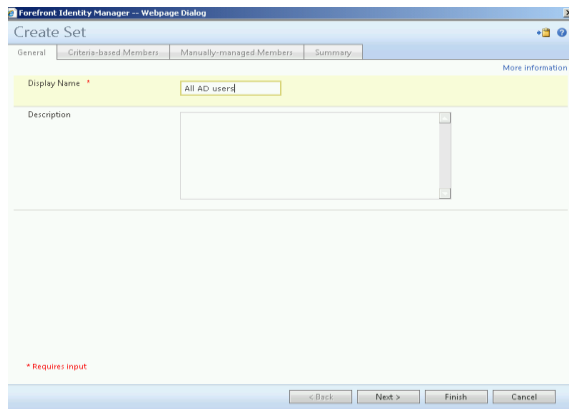 Forefront Identity Manager -- Webpage Dialog
Create Set
General Criteria-based Members Manually-managed Members Summary
More information
Display Name * All AD users
Description
* Requires input
< Back Next > Finish Cancel